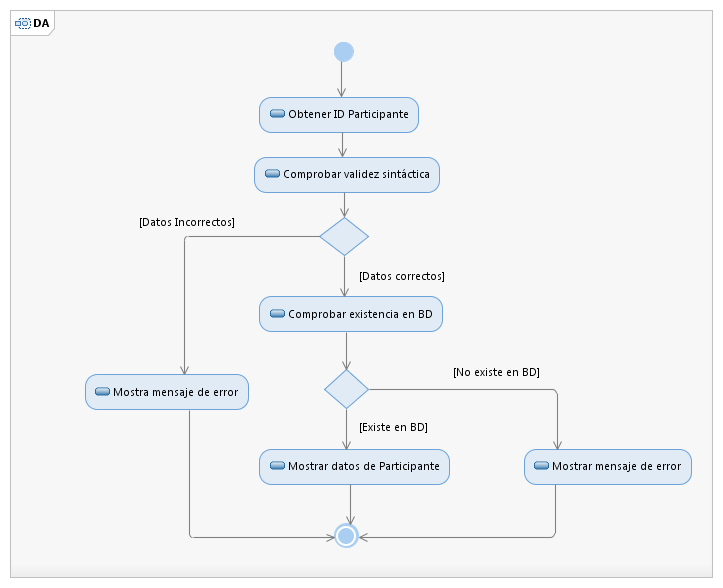 DA
Obtener ID Participante
Comprobar validez sintáctica
[Datos Incorrectos]
[Datos correctos]
Comprobar existencia en BD
[No existe en BD]
Mostra mensaje de error
[Existe en BD]
Mostrar datos de Participante
Mostrar mensaje de error